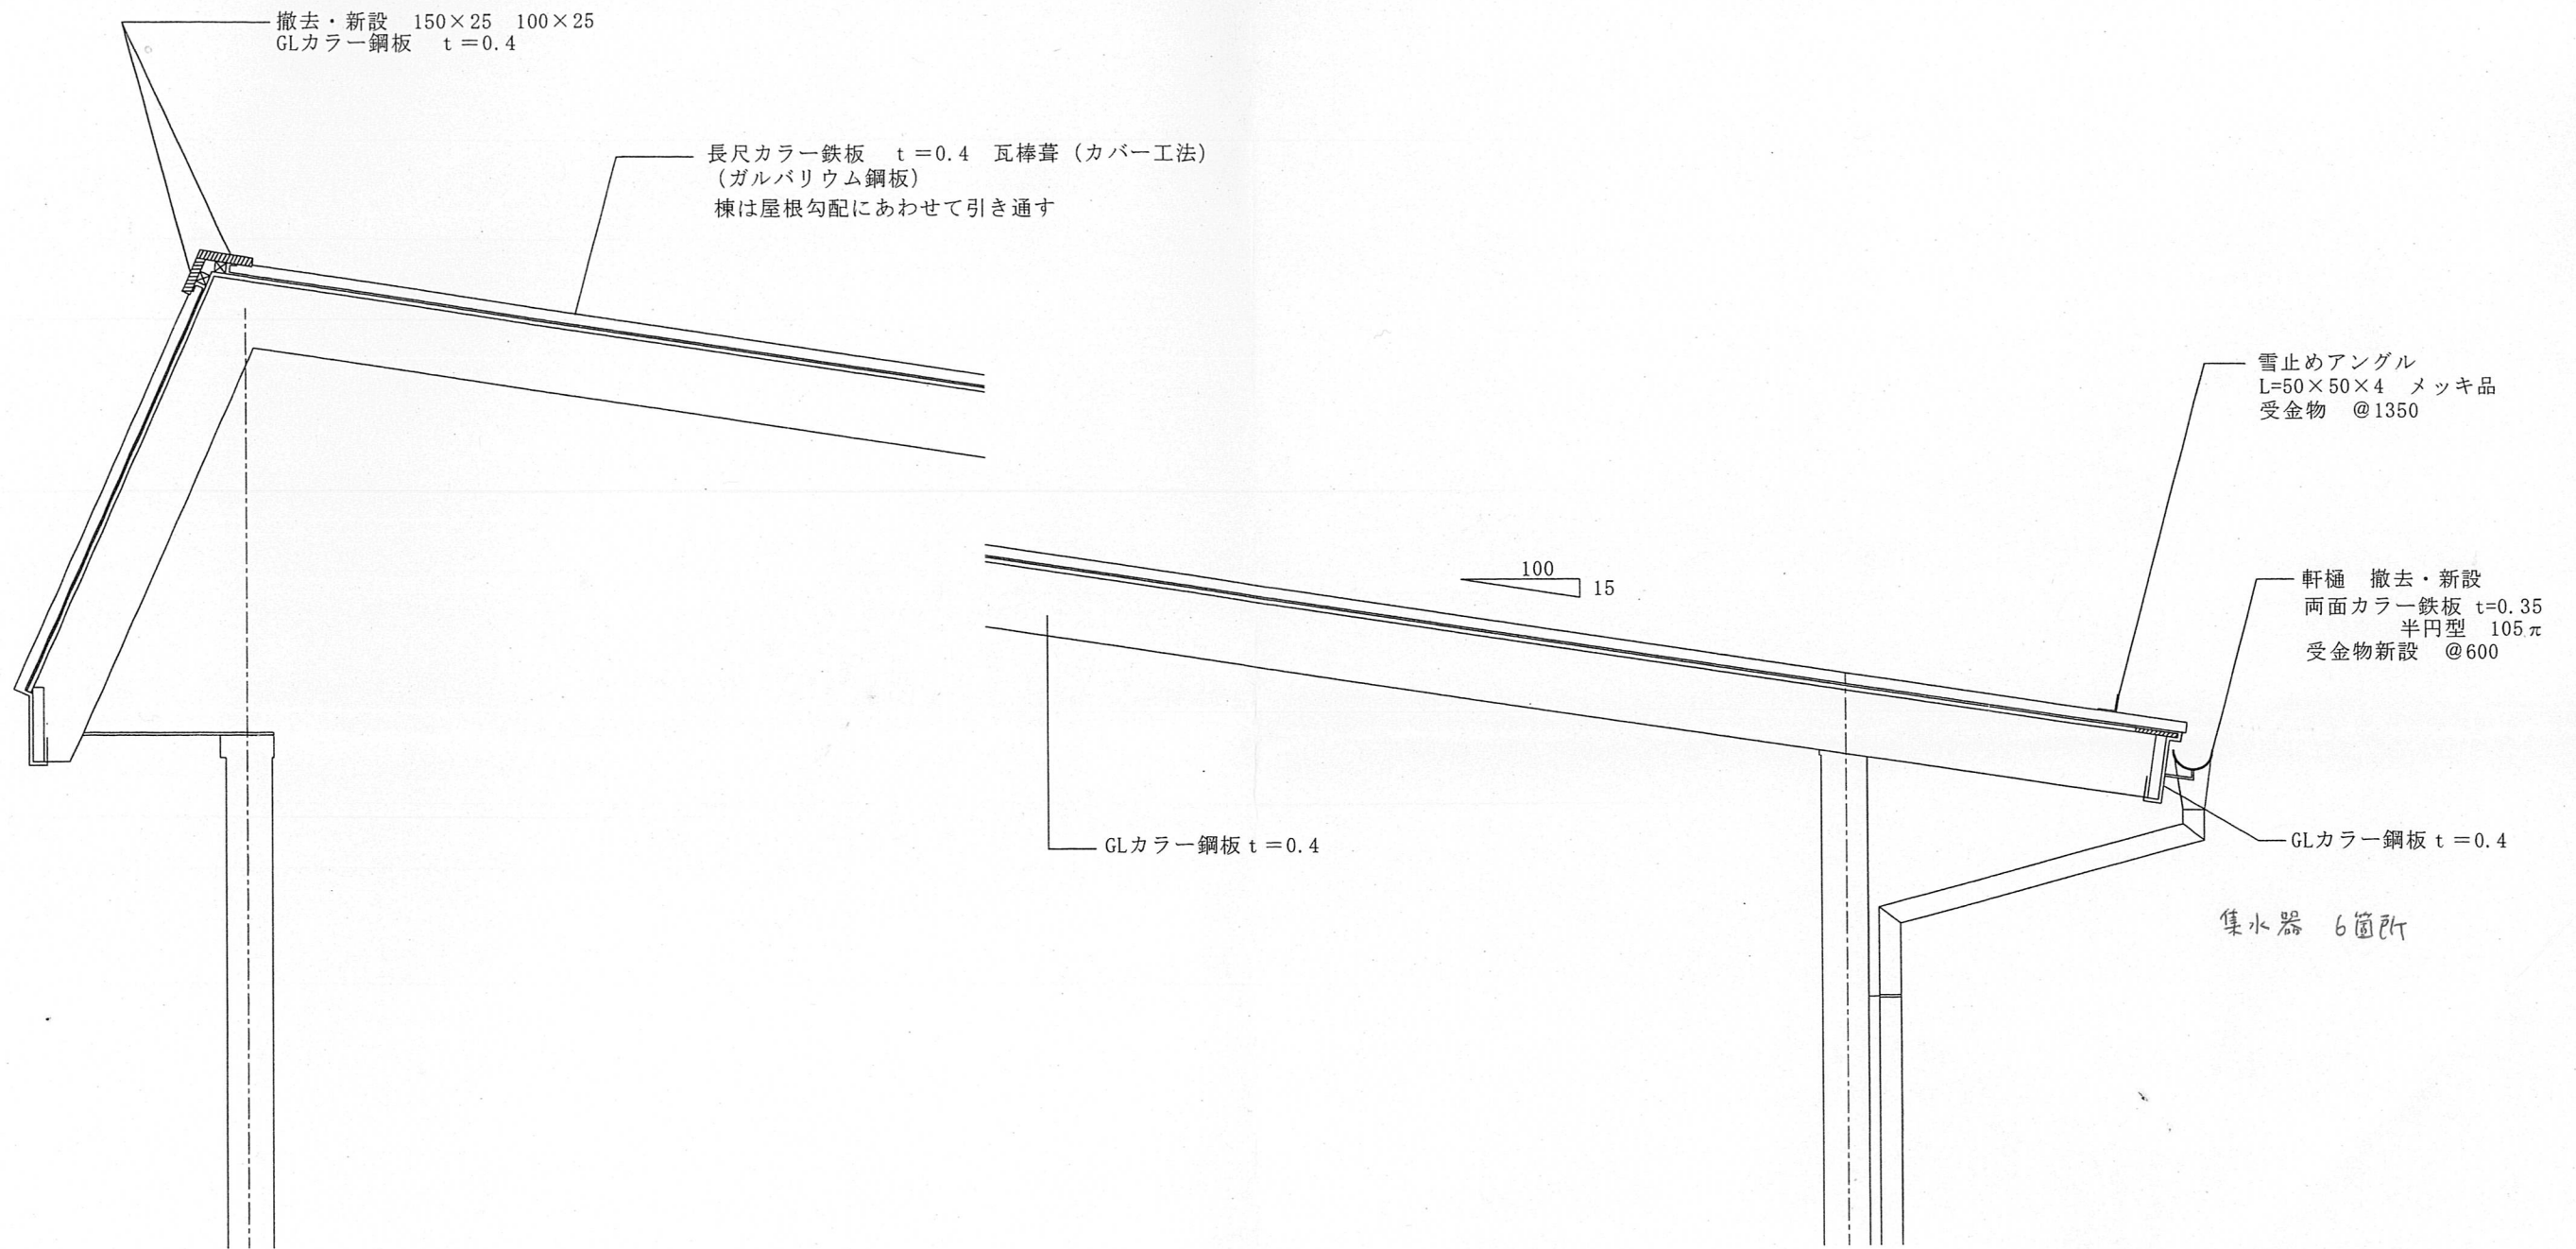 撤去・新設　150×25　100×25
GLカラー鋼板　ｔ＝0.4
長尺カラー鉄板　ｔ＝0.4　瓦棒葺（カバー工法）
（ガルバリウム鋼板）
棟は屋根勾配にあわせて引き通す
雪止めアングル
L=50×50×4　メッキ品
受金物　＠1350
100
15
軒樋　撤去・新設
両面カラー鉄板 t=0.35
半円型　105π
受金物新設　＠600
GLカラー鋼板ｔ＝0.4
GLカラー鋼板ｔ＝0.4
集水器　6箇所